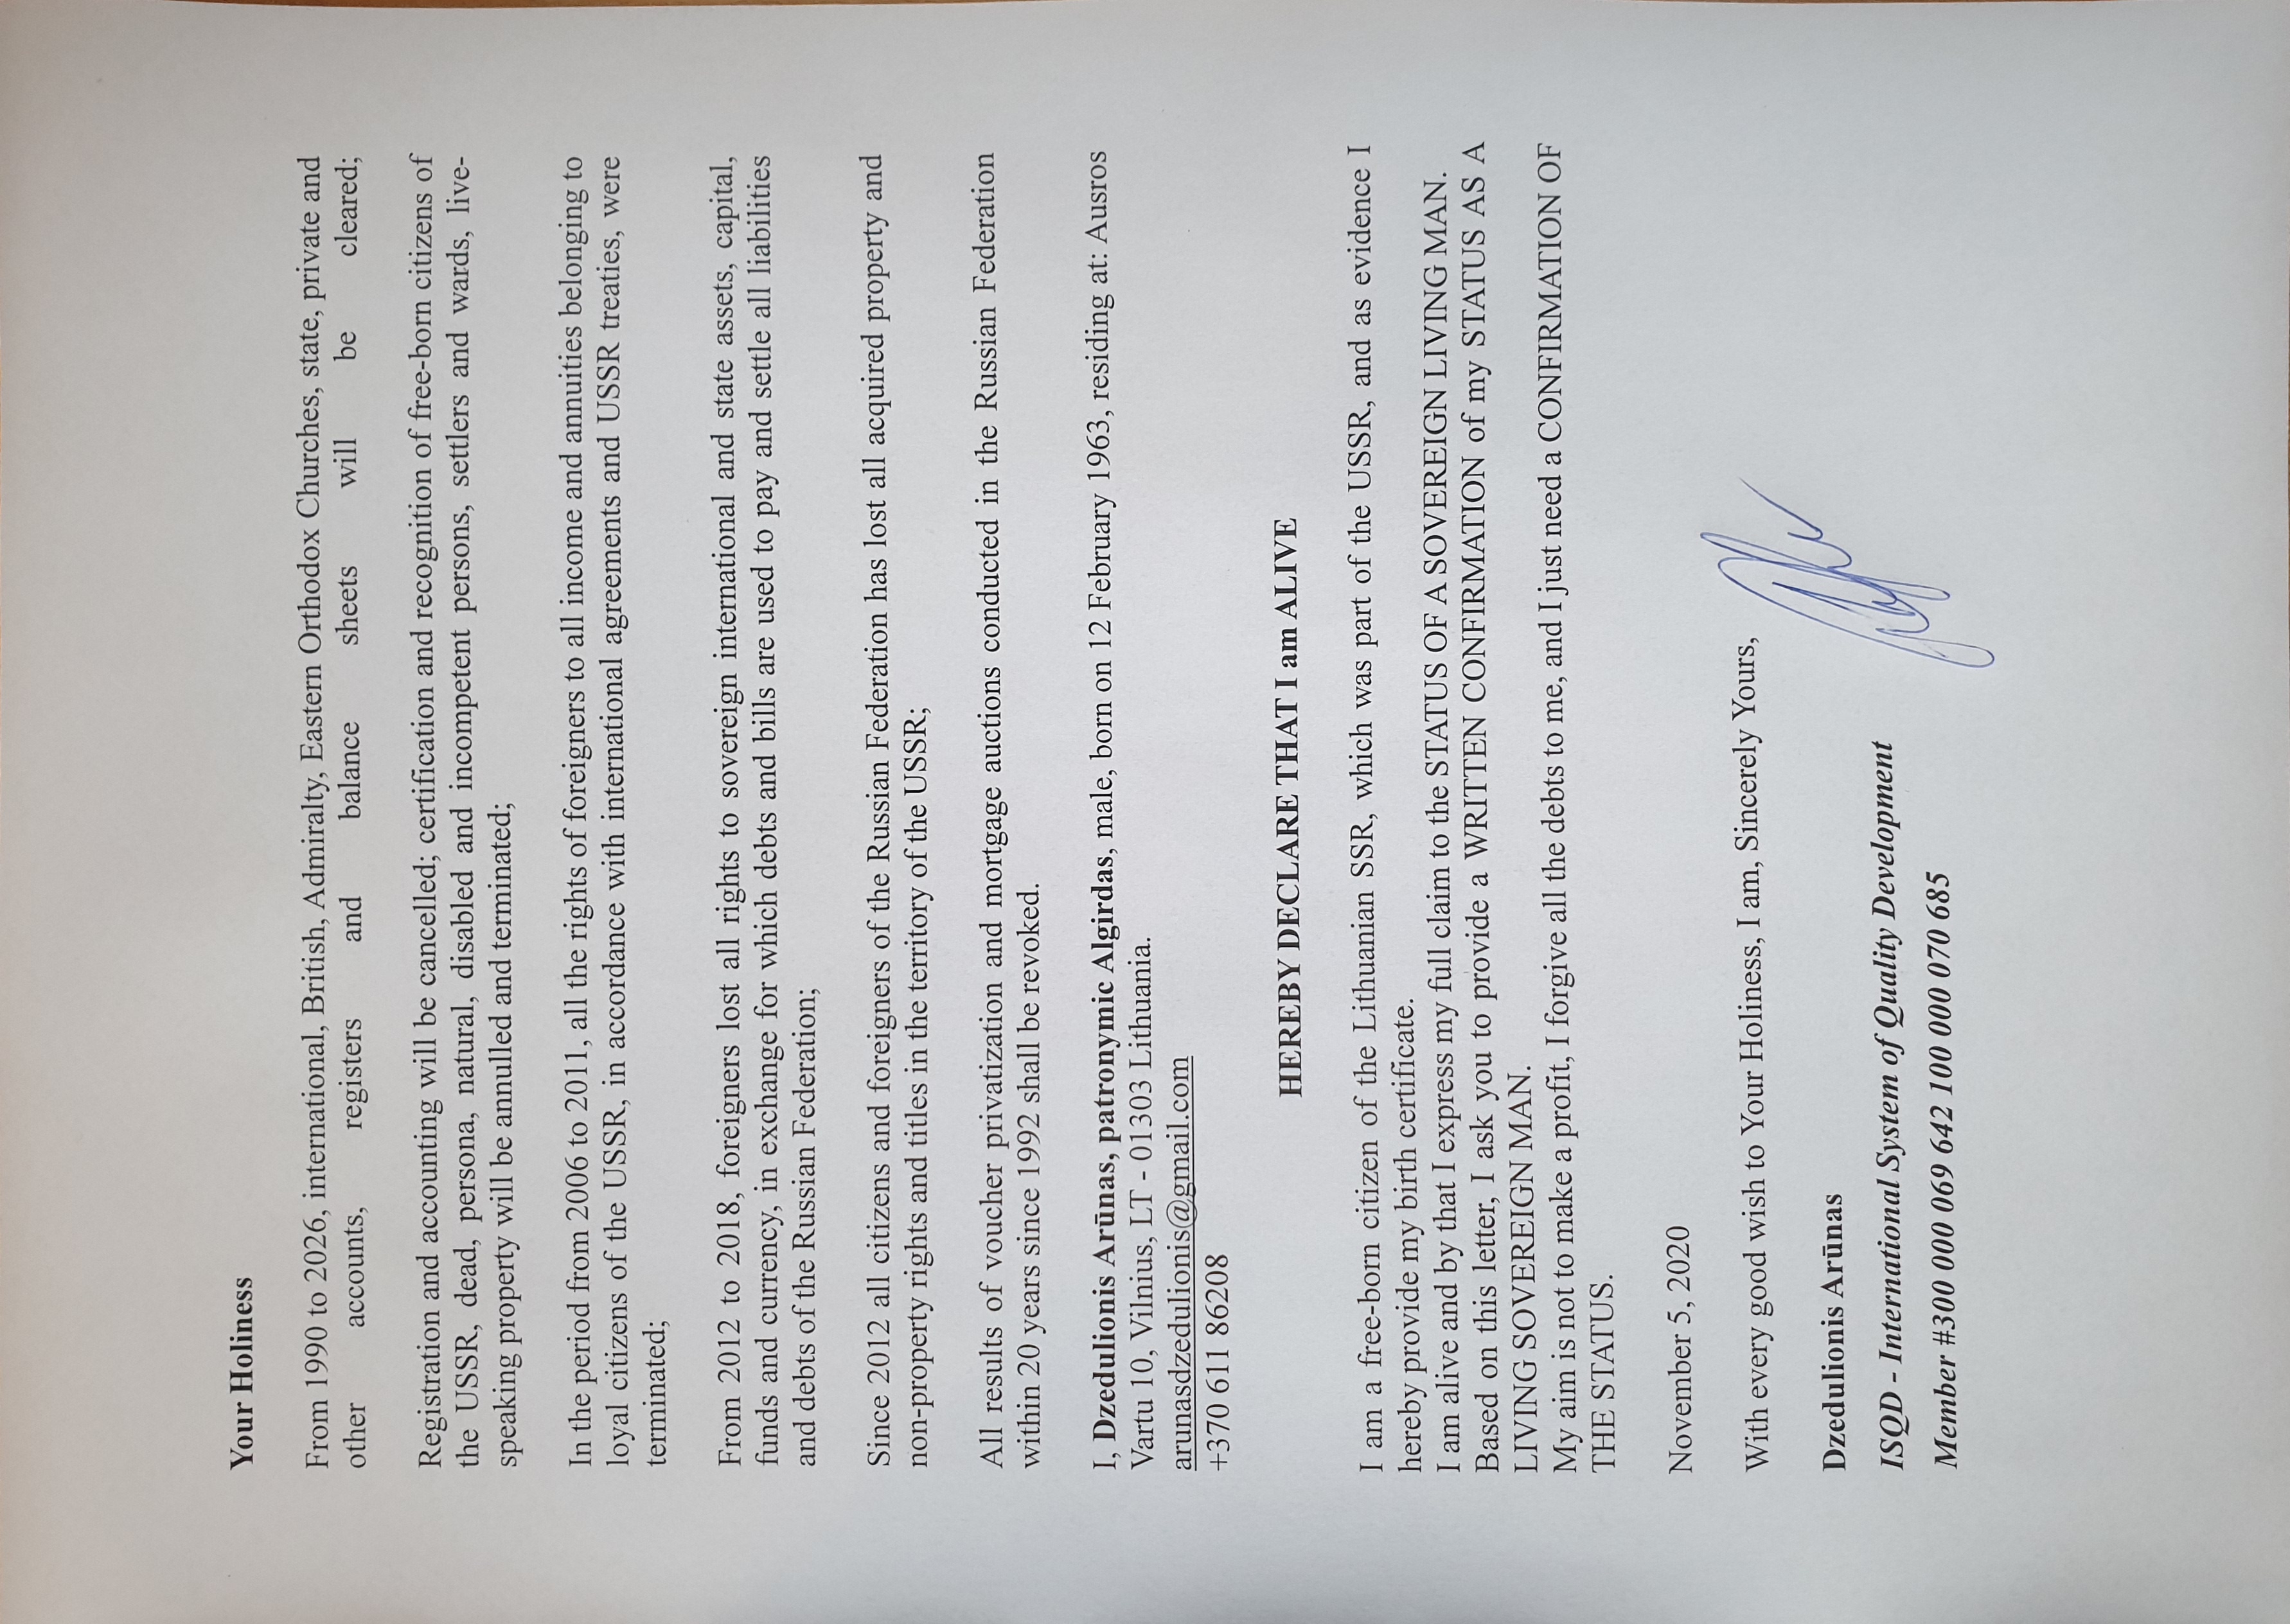 Your Holiness
From 1990 to 2026, international, British, Admiralty, Eastern Orthodox Churches, state, private and
other accounts, registers and balance sheets will be cleared;
Registration and accounting will be cancelled; certification and recognition of free-born citizens of
the USSR, dead, persona, natural, disabled and incompetent persons, settlers and wards, live-
speaking property will be annulled and terminated;
In the period from 2006 to 2011, all the rights of foreigners to all income and annuities belonging to
loyal citizens of the USSR, in accordance with international agreements and USSR treaties, were
terminated;
From 2012 to 2018, foreigners lost all rights to sovereign international and state assets, capital,
funds and currency, in exchange for which debts and bills are used to pay and settle all liabilities
and debts of the Russian Federation;
Since 2012 all citizens and foreigners of the Russian Federation has lost all acquired property and
non-property rights and titles in the territory of the USSR;
All results of voucher privatization and mortgage auctions conducted in the Russian Federation
within 20 years since 1992 shall be revoked.
I, Dzedulionis Arūnas, patronymic Algirdas, male, born on 12 February 1963, residing at: Ausros
Vartu 10, Vilnius, LT - 01303 Lithuania.
arunasdzedulionis@gmail.com
+370 611 86208
HEREBY DECLARE THAT I am ALIVE
I am a free-born citizen of the Lithuanian SSR, which was part of the USSR, and as evidence I
hereby provide my birth certificate.
I am alive and by that I express my full claim to the STATUS OF A SOVEREIGN LIVING MAN.
Based on this letter, I ask you to provide a WRITTEN CONFIRMATION of my STATUS AS A
LIVING SOVEREIGN MAN.
My aim is not to make a profit, I forgive all the debts to me, and I just need a CONFIRMATION OF
THE STATUS.
November 5, 2020
With every good wish to Your Holiness, I am, Sincerely Yours,
Dzedulionis Arūnas
ISQD - International System of Quality Development
Member #300 000 069 642 100 000 070 685